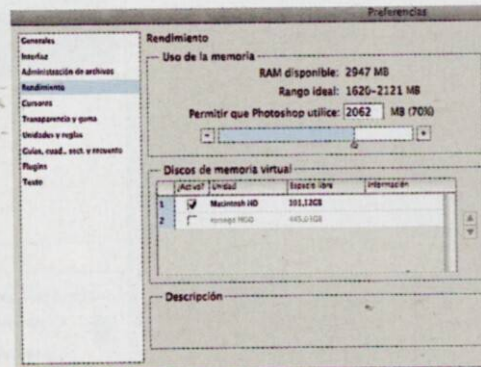 Preferencias
Generales
Interfaz
Administración de archivos
Rendimiento
Cursores
Transparencia y gama
Unidades y reglas
Guías, cuad., sect. y recuento
Plugins
Texto
Rendimiento
Uso de la memoria
RAM disponible: 2947 MB
Rango ideal: 1620-2121 MB
Permitir que Photoshop utilice: 2062 MB (70%)
- +
Discos de memoria virtual
¿Activo? Unidad Espacio libre Información
1 Macintosh HD 101,12GB
2
Descripción